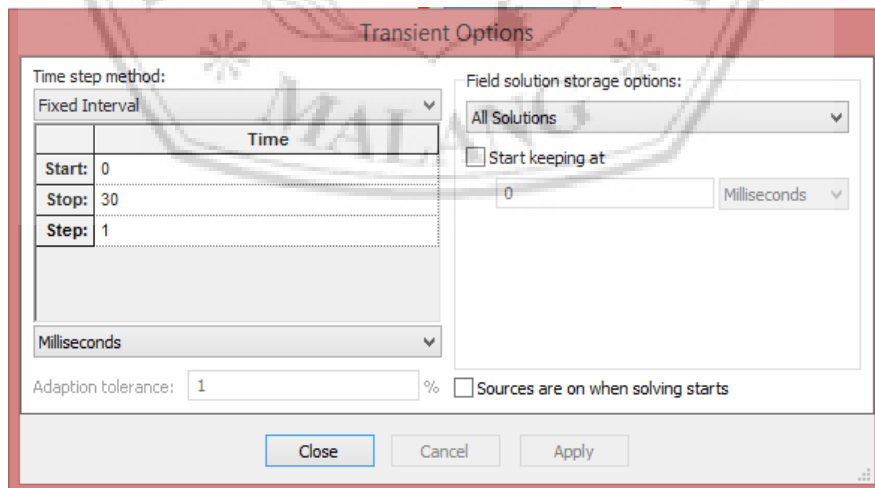 Transient Options
Time step method:
Fixed Interval
Time
Start: 0
Stop: 30
Step: 1
Milliseconds
Adaption tolerance: 1 %
Field solution storage options:
All Solutions
Start keeping at
0 Milliseconds
Sources are on when solving starts
Close Cancel Apply
MALANG